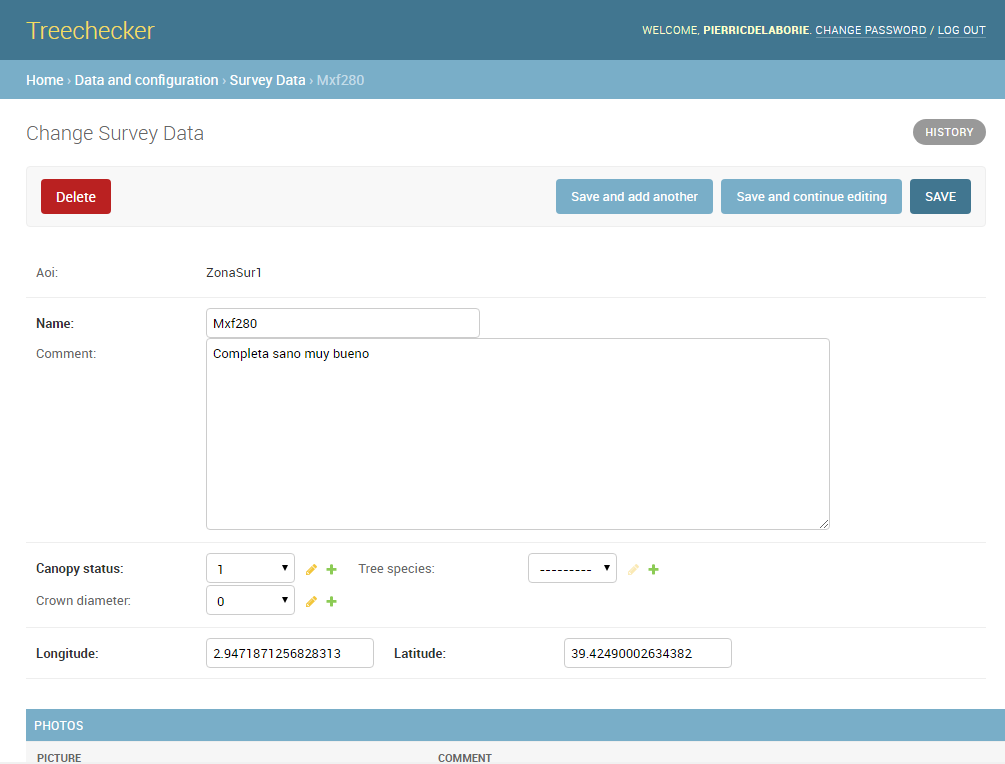 Treechecker
WELCOME, PIERRICDELABORIE. CHANGE PASSWORD / LOG OUT
Home › Data and configuration › Survey Data › Mxf280
Change Survey Data
HISTORY
Delete
Save and add another
Save and continue editing
SAVE
Aoi: ZonaSur1
Name: Mxf280
Comment: Completa sano muy bueno
Canopy status: 1 Tree species: ---------
Crown diameter: 0
Longitude: 2.9471871256828313 Latitude: 39.42490002634382
PHOTOS
PICTURE COMMENT